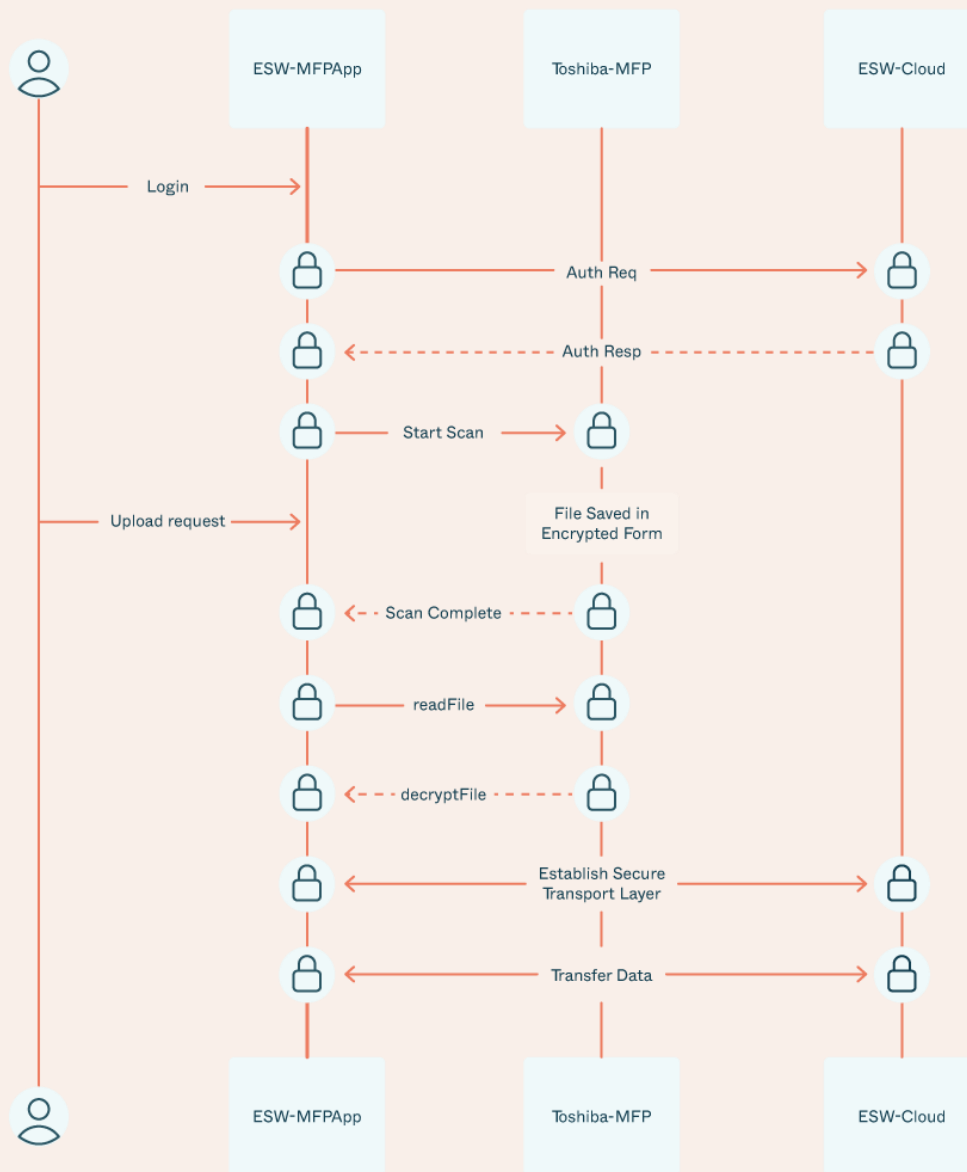 ESW-MFPApp
Toshiba-MFP
ESW-Cloud
Login
Auth Req
Auth Resp
Start Scan
Upload request
File Saved in
Encrypted Form
Scan Complete
readFile
decryptFile
Establish Secure
Transport Layer
Transfer Data
ESW-MFPApp
Toshiba-MFP
ESW-Cloud